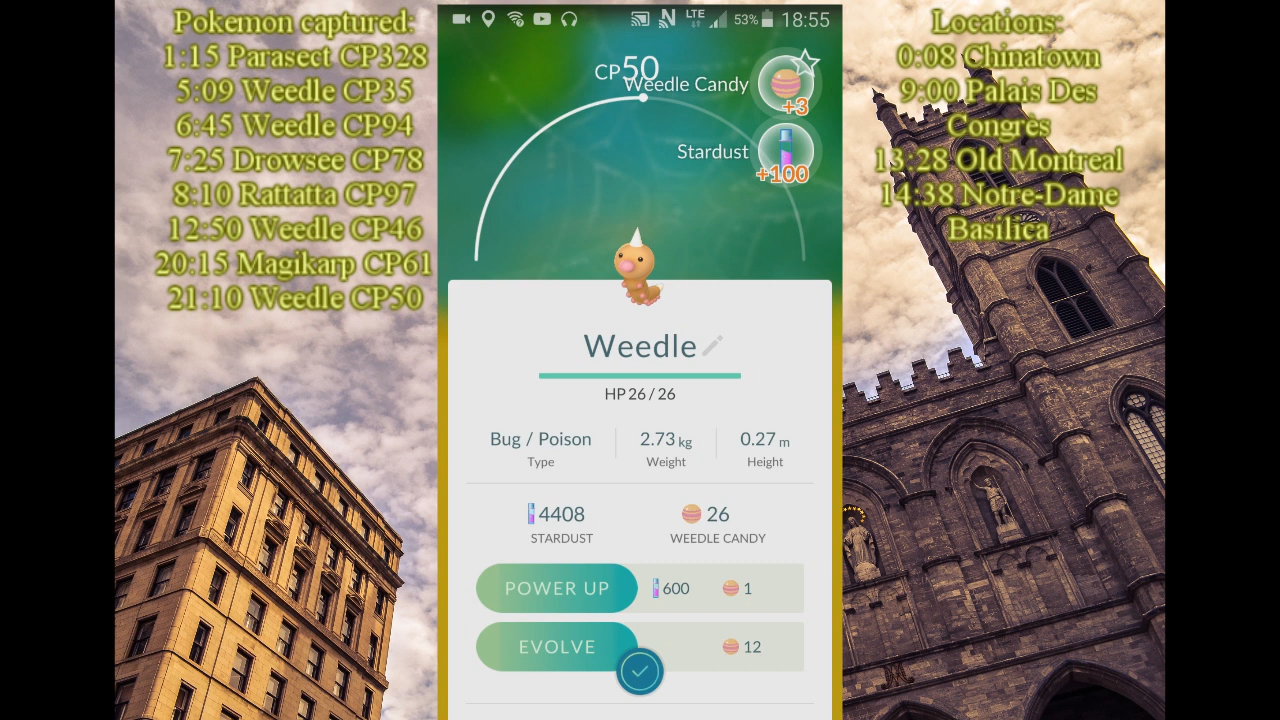 Pokemon captured:
1:15 Parasect CP328
5:09 Weedle CP35
6:45 Weedle CP94
7:25 Drowsee CP78
8:10 Rattatta CP97
12:50 Weedle CP46
20:15 Magikarp CP61
21:10 Weedle CP50
LTE 53% 18:55
CP50
Weedle Candy
+3
Stardust
+100
Weedle
HP 26 / 26
Bug / Poison 2.73 kg 0.27 m
Type Weight Height
4408 26
STARDUST WEEDLE CANDY
POWER UP 600 1
EVOLVE 12
Locations:
0:08 Chinatown
9:00 Palais Des
Congres
13:28 Old Montreal
14:38 Notre-Dame
Basilica